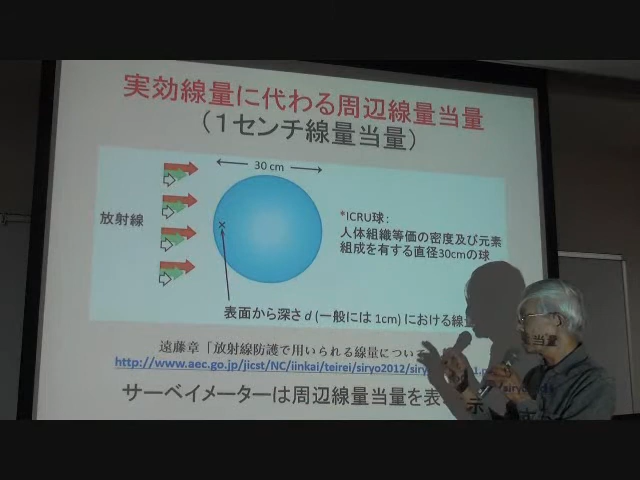 実効線量に代わる周辺線量当量
（１センチ線量当量）
30 cm
放射線
*ICRU球：
人体組織等価の密度及び元素
組成を有する直径30cmの球
×
表面から深さd (一般には 1cm) における線量
遠藤章「放射線防護で用いられる線量につい
http://www.aec.go.jp/jicst/NC/iinkai/teirei/siryo2012/siry
サーベイメーターは周辺線量当量を表示